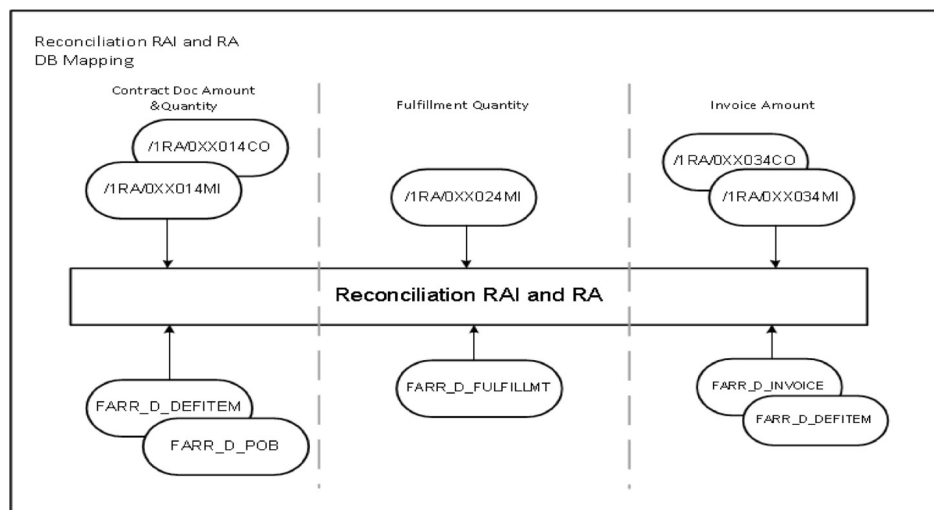 Reconciliation RAI and RA
DB Mapping
Contract Doc Amount
&Quantity
Fulfillment Quantity
Invoice Amount
/1RA/0XX014CO
/1RA/0XX014MI
/1RA/0XX024MI
/1RA/0XX034CO
/1RA/0XX034MI
Reconciliation RAI and RA
FARR_D_DEFITEM
FARR_D_POB
FARR_D_FULFILLMT
FARR_D_INVOICE
FARR_D_DEFITEM